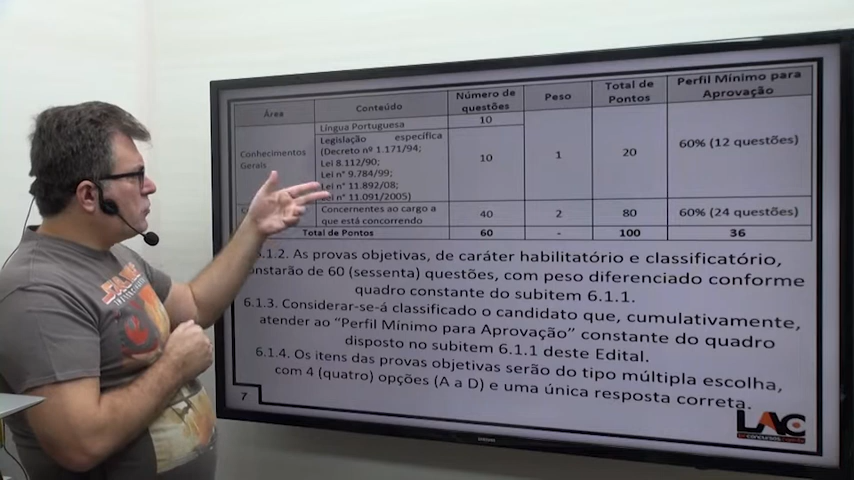 Área Conteúdo Número de questões Peso Total de Pontos Perfil Mínimo para Aprovação
Língua Portuguesa 10
Conhecimentos Gerais
Legislação específica
(Decreto nº 1.171/94;
Lei 8.112/90;
Lei n° 9.784/99;
Lei n° 11.892/08;
Lei n° 11.091/2005)
10 1 20 60% (12 questões)
Concernentes ao cargo a
que está concorrendo
40 2 80 60% (24 questões)
Total de Pontos 60 - 100 36
.1.2. As provas objetivas, de caráter habilitatório e classificatório,
onstarão de 60 (sessenta) questões, com peso diferenciado conforme
quadro constante do subitem 6.1.1.
6.1.3. Considerar-se-á classificado o candidato que, cumulativamente,
atender ao “Perfil Mínimo para Aprovação” constante do quadro
disposto no subitem 6.1.1 deste Edital.
6.1.4. Os itens das provas objetivas serão do tipo múltipla escolha,
com 4 (quatro) opções (A a D) e uma única resposta correta.
7
LAC